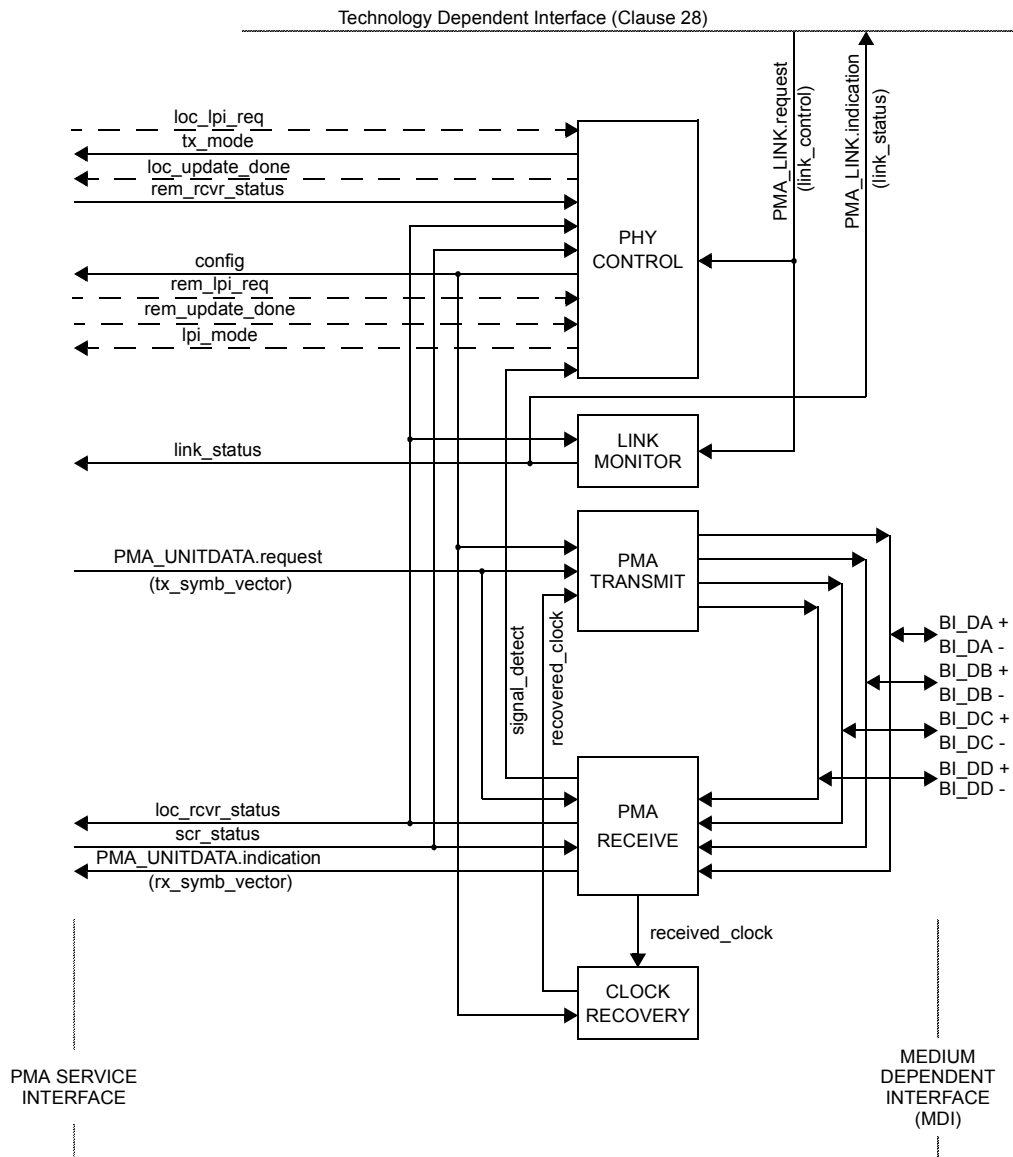 Technology Dependent Interface (Clause 28)
PMA_LINK.request
(link_control)
PMA_LINK.indication
(link_status)
loc_lpi_req
tx_mode
loc_update_done
rem_rcvr_status
PHY
CONTROL
config
rem_lpi_req
rem_update_done
lpi_mode
LINK
MONITOR
link_status
PMA
TRANSMIT
PMA_UNITDATA.request
(tx_symb_vector)
signal_detect
recovered_clock
BI_DA +
BI_DA -
BI_DB +
BI_DB -
BI_DC +
BI_DC -
BI_DD +
BI_DD -
PMA
RECEIVE
loc_rcvr_status
scr_status
PMA_UNITDATA.indication
(rx_symb_vector)
received_clock
CLOCK
RECOVERY
PMA SERVICE
INTERFACE
MEDIUM
DEPENDENT
INTERFACE
(MDI)